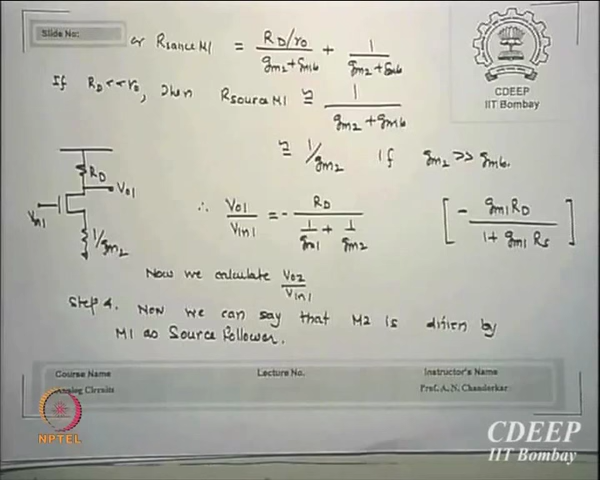 Slide No:
or Rsource M1 = RD/ro / gm2+gmb + 1 / gm2+gmb
CDEEP
IIT Bombay
If RD<<ro, then Rsource M1 ≅ 1 / gm2+gmb
≅ 1/gm2 if gm2 >> gmb.
RD
Vo1
Vin1
1/gm2
∴ Vo1/Vin1 = - RD / 1/gm1 + 1/gm2 [ - gm1 RD / 1+ gm1 Rs ]
Now we calculate Vo2/Vin1
Step 4. Now we can say that M2 is driven by
M1 as Source Follower.
Course Name
Lecture No.
Instructor's Name
Analog Circuits
Prof. A. N. Chandorkar
NPTEL
CDEEP
IIT Bombay